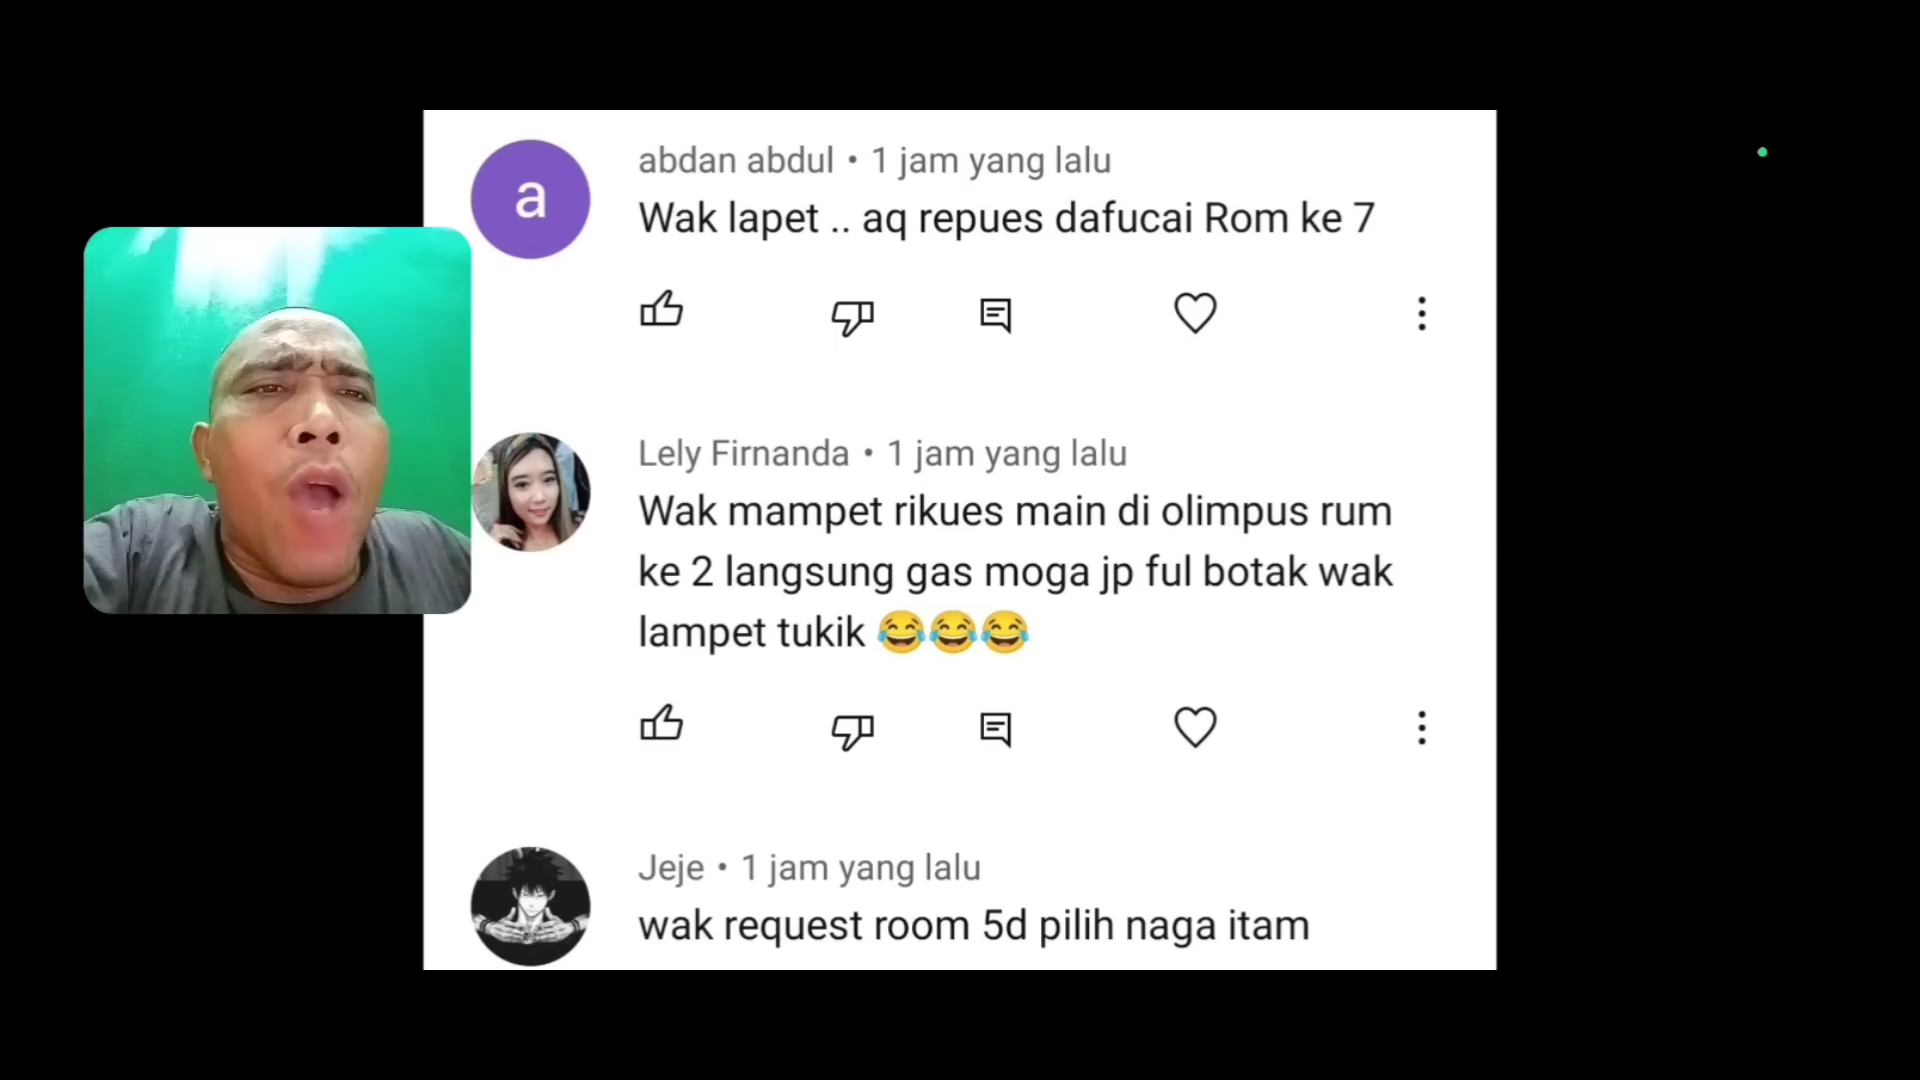 a
abdan abdul • 1 jam yang lalu
Wak lapet .. aq repues dafucai Rom ke 7
Lely Firnanda • 1 jam yang lalu
Wak mampet rikues main di olimpus rum
ke 2 langsung gas moga jp ful botak wak
lampet tukik 😂😂😂
Jeje • 1 jam yang lalu
wak request room 5d pilih naga itam